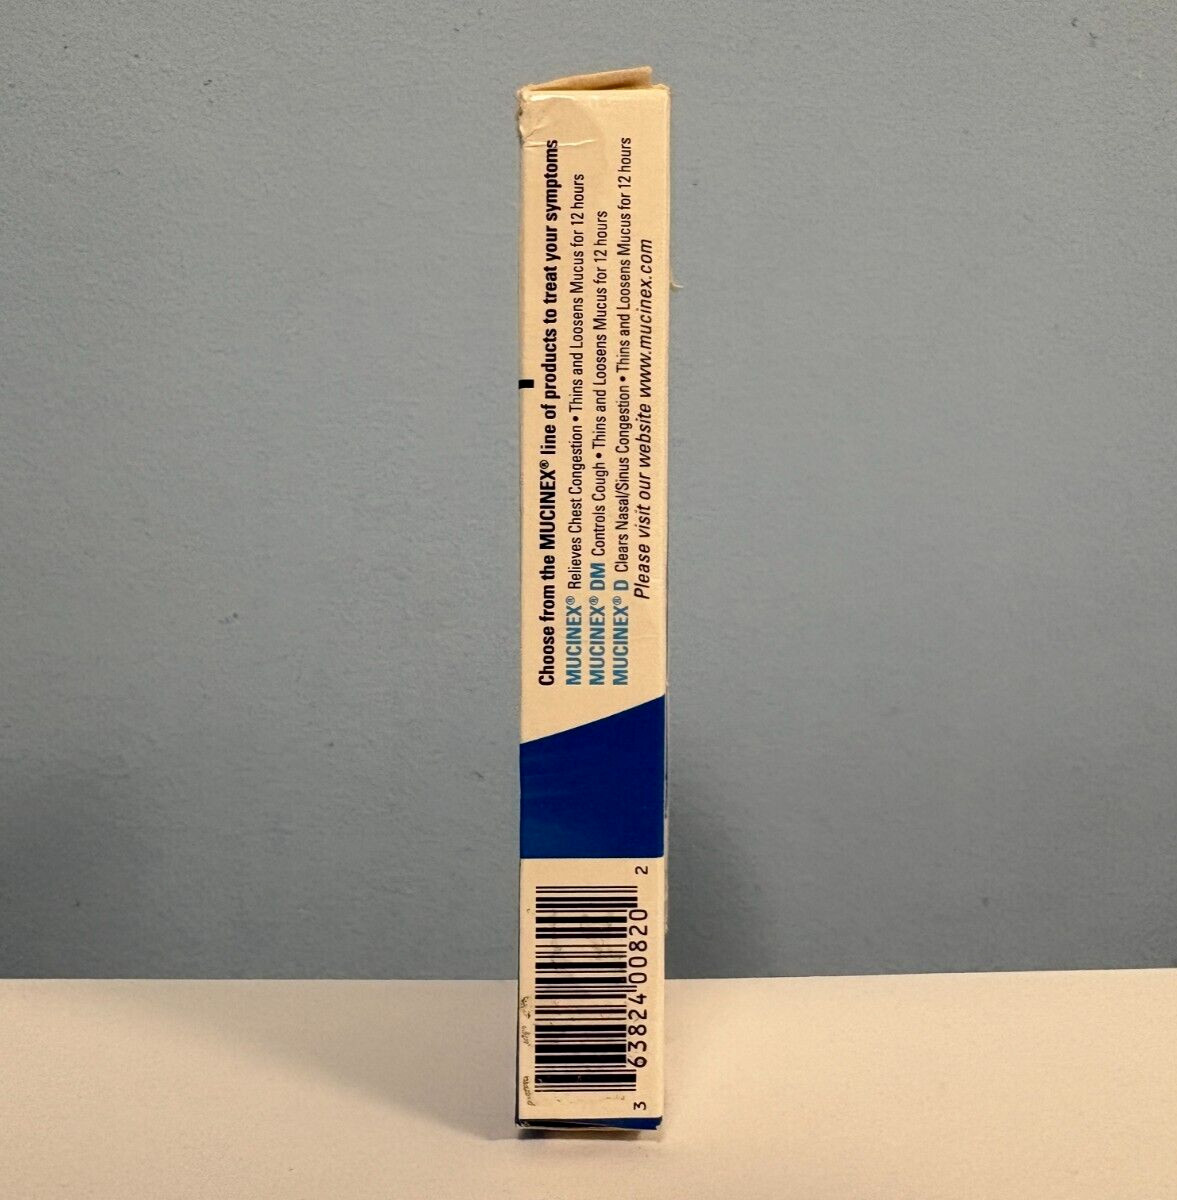 Choose from the MUCINEX® line of products to treat your symptoms
MUCINEX® Relieves Chest Congestion • Thins and Loosens Mucus for 12 hours
MUCINEX® DM Controls Cough • Thins and Loosens Mucus for 12 hours
MUCINEX® D Clears Nasal/Sinus Congestion • Thins and Loosens Mucus for 12 hours
Please visit our website www.mucinex.com
3 63824 00820 2